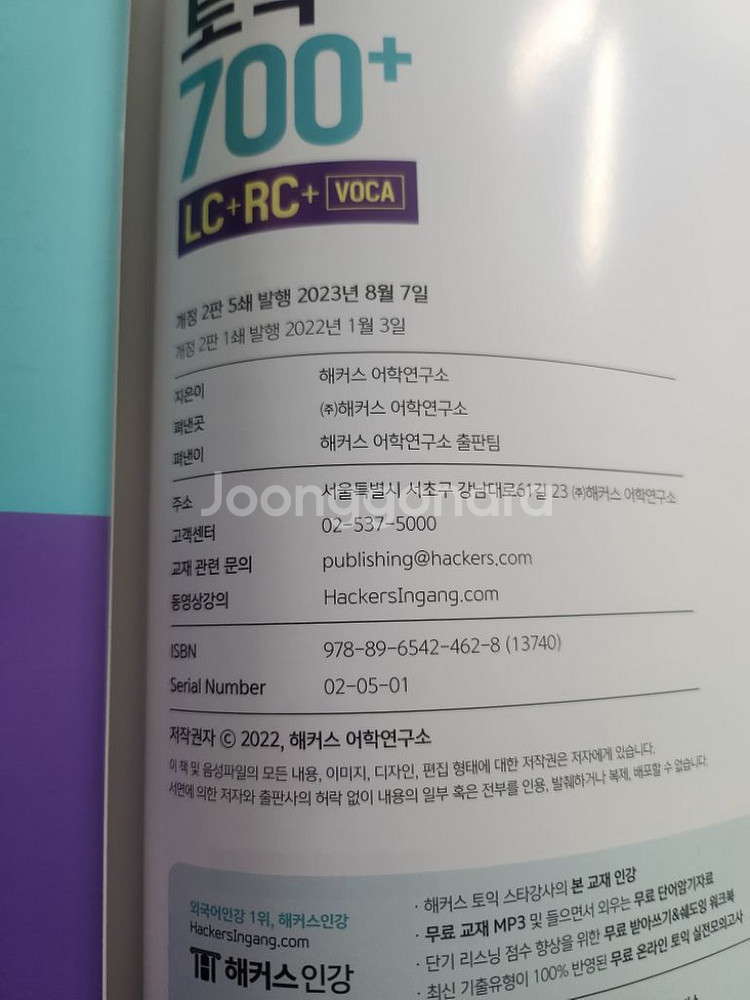 토익
700+
LC+RC+ VOCA
개정 2판 5쇄 발행 2023년 8월 7일
개정 2판 1쇄 발행 2022년 1월 3일
지은이 해커스 어학연구소
펴낸곳 ㈜해커스 어학연구소
펴낸이 해커스 어학연구소 출판팀
주소 서울특별시 서초구 강남대로61길 23 ㈜해커스 어학연구소
Joonggonara
고객센터 02-537-5000
교재 관련 문의 publishing@hackers.com
동영상강의 HackersIngang.com
ISBN 978-89-6542-462-8 (13740)
Serial Number 02-05-01
저작권자 ⓒ 2022, 해커스 어학연구소
이 책 및 음성파일의 모든 내용, 이미지, 디자인, 편집 형태에 대한 저작권은 저자에게 있습니다.
서면에 의한 저자와 출판사의 허락 없이 내용의 일부 혹은 전부를 인용, 발췌하거나 복제, 배포할 수 없습니다.
외국어인강 1위, 해커스인강
HackersIngang.com
해커스인강
· 해커스 토익 스타강사의 본 교재 인강
· 무료 교재 MP3 및 들으면서 외우는 무료 단어암기자료
· 단기 리스닝 점수 향상을 위한 무료 받아쓰기&쉐도잉 워크북
· 최신 기출유형이 100% 반영된 무료 온라인 토익 실전모의고사